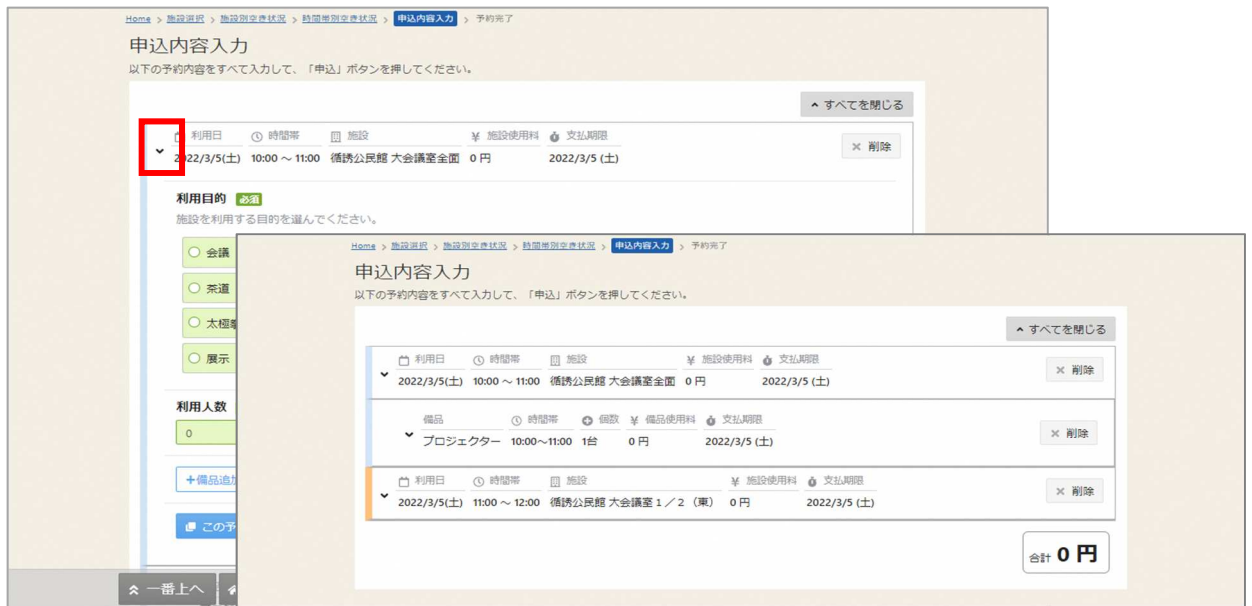 Home > 施設選択 > 施設別空き状況 > 時間帯別空き状況 > 申込内容入力 > 予約完了
申込内容入力
以下の予約内容をすべて入力して、「申込」ボタンを押してください。
すべてを閉じる
利用日 時間帯 施設 ¥ 施設使用料 支払期限
2022/3/5(土) 10:00 ～ 11:00 循誘公民館 大会議室全面 0 円 2022/3/5 (土)
× 削除
利用目的 必須
施設を利用する目的を選んでください。
会議
茶道
太極
展示
利用人数
0
+備品追加
この予
一番上へ
Home > 施設選択 > 施設別空き状況 > 時間帯別空き状況 > 申込内容入力 > 予約完了
申込内容入力
以下の予約内容をすべて入力して、「申込」ボタンを押してください。
すべてを閉じる
利用日 時間帯 施設 ¥ 施設使用料 支払期限
2022/3/5(土) 10:00 ～ 11:00 循誘公民館 大会議室全面 0 円 2022/3/5 (土)
× 削除
備品 時間帯 個数 ¥ 備品使用料 支払期限
プロジェクター 10:00～11:00 1台 0 円 2022/3/5 (土)
× 削除
利用日 時間帯 施設 ¥ 施設使用料 支払期限
2022/3/5(土) 11:00 ～ 12:00 循誘公民館 大会議室１／２（東） 0 円 2022/3/5 (土)
× 削除
合計 0 円